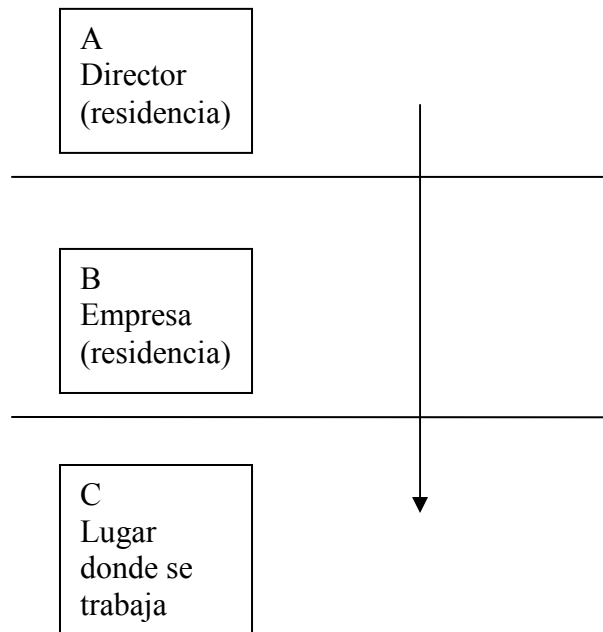 A
Director
(residencia)
B
Empresa
(residencia)
C
Lugar
donde se
trabaja